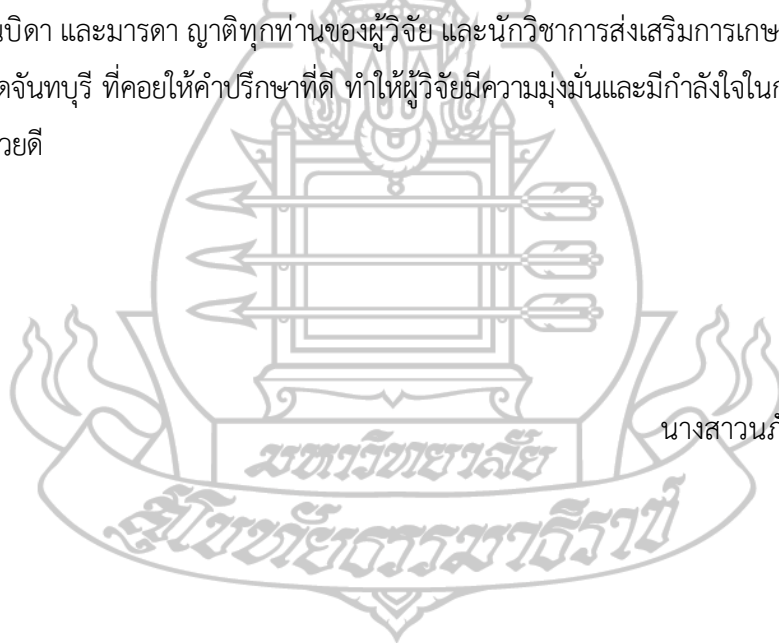 นบิดา และมารดา ญาติทุกท่านของผู้วิจัย และนักวิชาการส่งเสริมการเกษ
ดจันทบุรี ที่คอยให้คำปรึกษาที่ดี ทำให้ผู้วิจัยมีความมุ่งมั่นและมีกำลังใจในก
วยดี
นางสาวนภั
มหาวิทยาลัย
สุโขทัยธรรมาธิราช